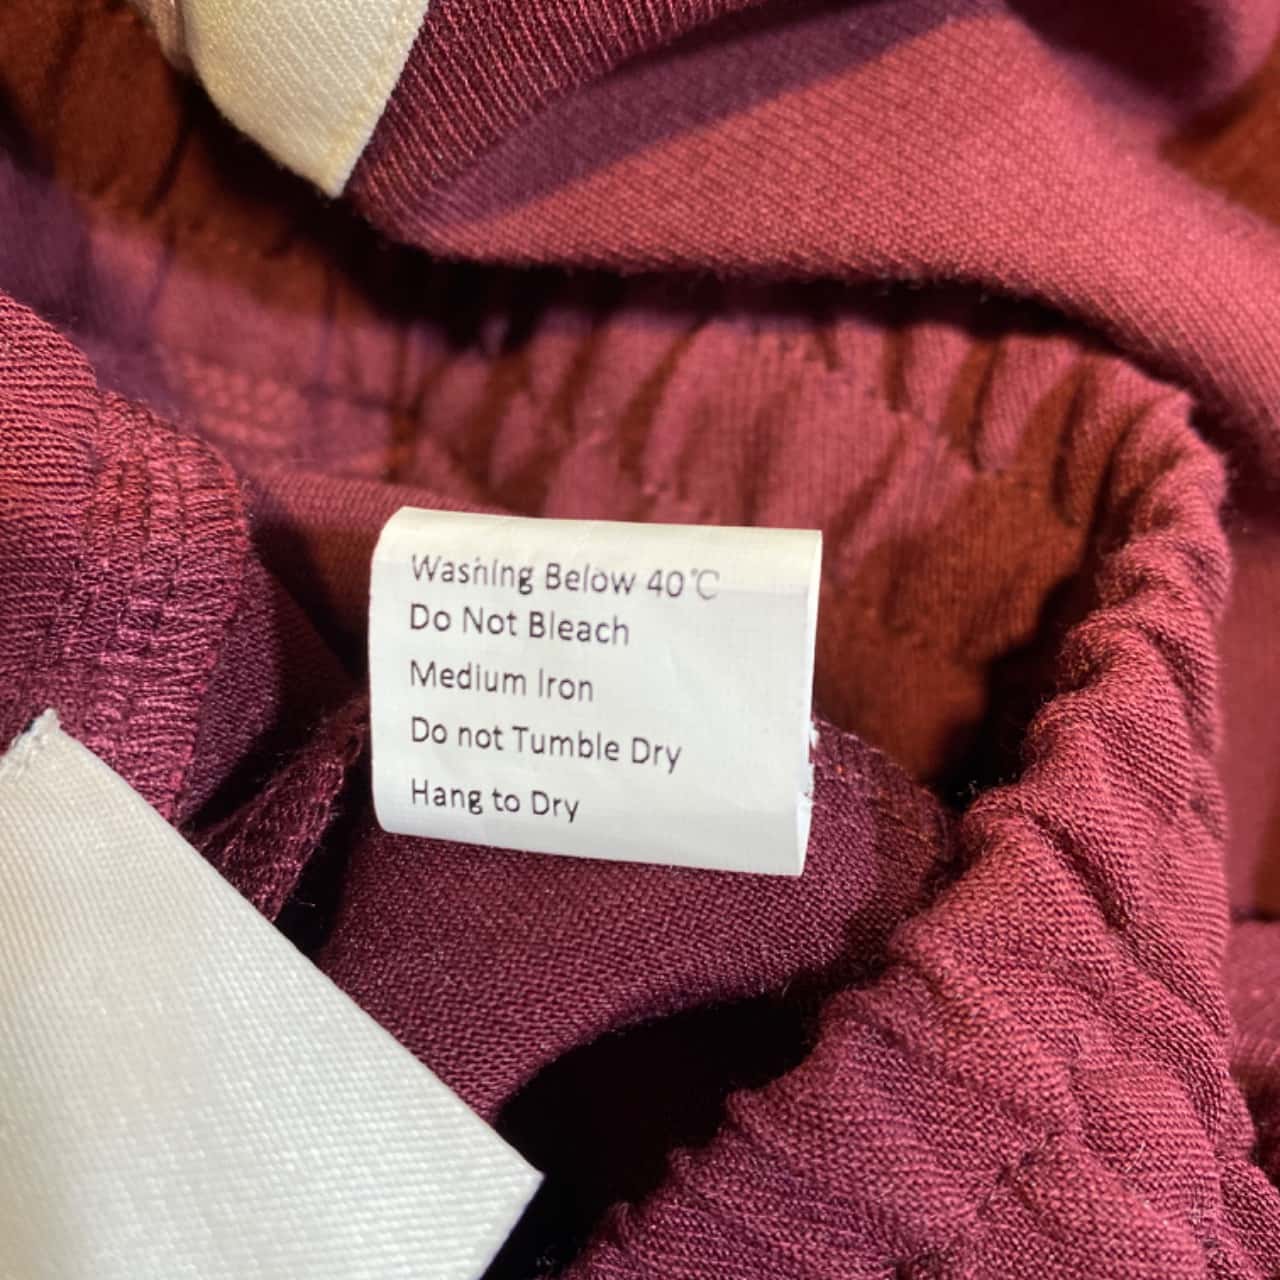 Washing Below 40℃
Do Not Bleach
Medium Iron
Do not Tumble Dry
Hang to Dry